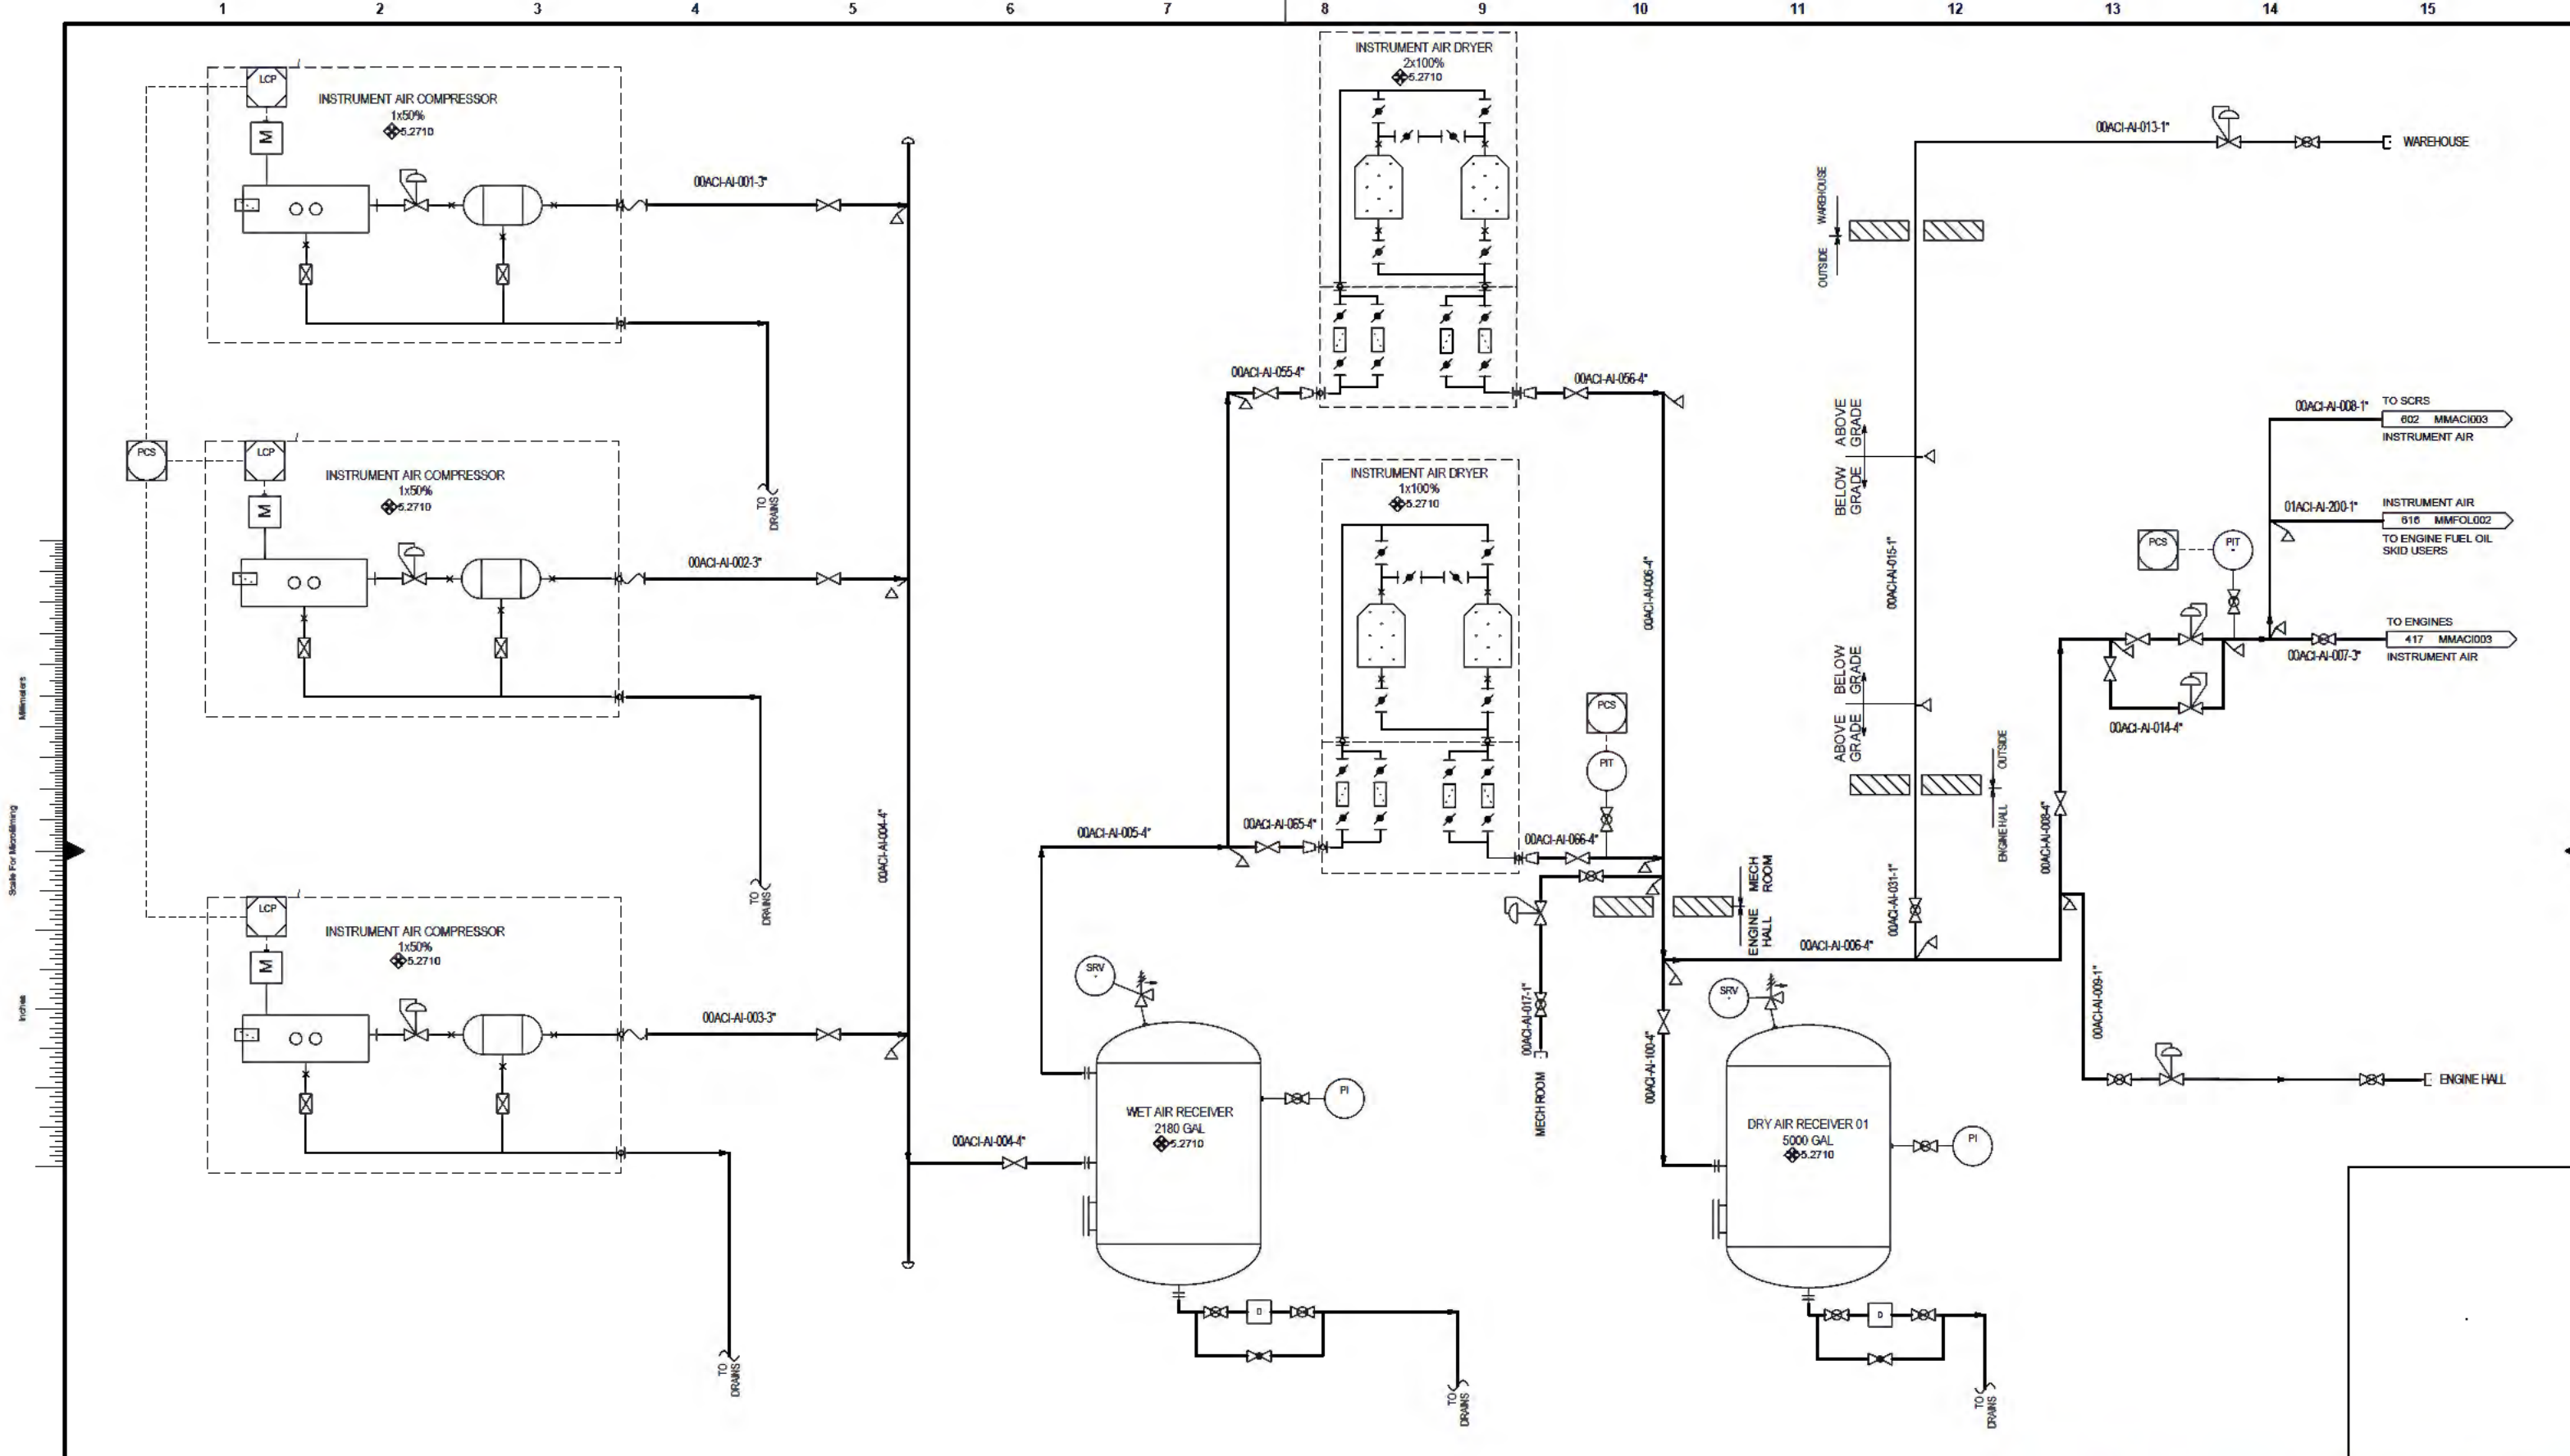 1 2 3 4 5 6 7 8 9 10 11 12 13 14 15
LCP
INSTRUMENT AIR COMPRESSOR
1x50%
5.2710
M
00ACI-AI-001-3"
TO
DRAINS
PCS
LCP
INSTRUMENT AIR COMPRESSOR
1x50%
5.2710
M
00ACI-AI-002-3"
TO
DRAINS
LCP
INSTRUMENT AIR COMPRESSOR
1x50%
5.2710
M
00ACI-AI-003-3"
TO
DRAINS
00ACI-AI-004-4"
00ACI-AI-004-4"
00ACI-AI-005-4"
SRV
WET AIR RECEIVER
2180 GAL
5.2710
PI
D
TO
DRAINS
INSTRUMENT AIR DRYER
2x100%
5.2710
00ACI-AI-055-4"
00ACI-AI-056-4"
INSTRUMENT AIR DRYER
1x100%
5.2710
00ACI-AI-065-4"
00ACI-AI-066-4"
PCS
PIT
00ACI-AI-006-4"
MECH
ROOM
ENGINE
HALL
00ACI-AI-017-1"
MECH ROOM
00ACI-AI-100-4"
00ACI-AI-006-4"
SRV
DRY AIR RECEIVER 01
5000 GAL
5.2710
PI
D
TO
DRAINS
00ACI-AI-013-1"
WAREHOUSE
WAREHOUSE
OUTSIDE
ABOVE
GRADE
BELOW
GRADE
00ACI-AI-015-1"
BELOW
GRADE
ABOVE
GRADE
OUTSIDE
ENGINE HALL
00ACI-AI-031-1"
00ACI-AI-008-4"
00ACI-AI-009-1"
ENGINE HALL
00ACI-AI-008-1"
TO SCRS
602 MMACI003
INSTRUMENT AIR
01ACI-AI-200-1"
INSTRUMENT AIR
616 MMFOL002
TO ENGINE FUEL OIL
SKID USERS
PCS
PIT
TO ENGINES
417 MMACI003
INSTRUMENT AIR
00ACI-AI-007-3"
00ACI-AI-014-4"
Millimeters
Scale For Microfilming
Inches